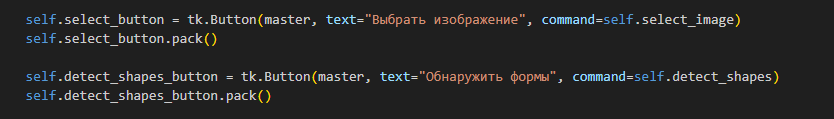 self.select_button = tk.Button(master, text="Выбрать изображение", command=self.select_image)
self.select_button.pack()
self.detect_shapes_button = tk.Button(master, text="Обнаружить формы", command=self.detect_shapes)
self.detect_shapes_button.pack()